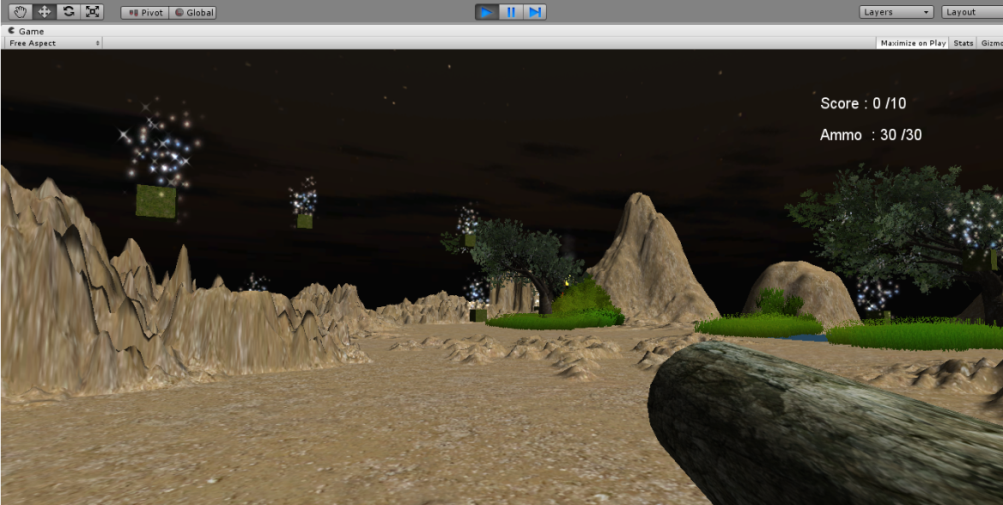 Pivot Global Layers Layout
Game
Free Aspect Maximize on Play Stats Gizmo
Score : 0 /10
Ammo : 30 /30